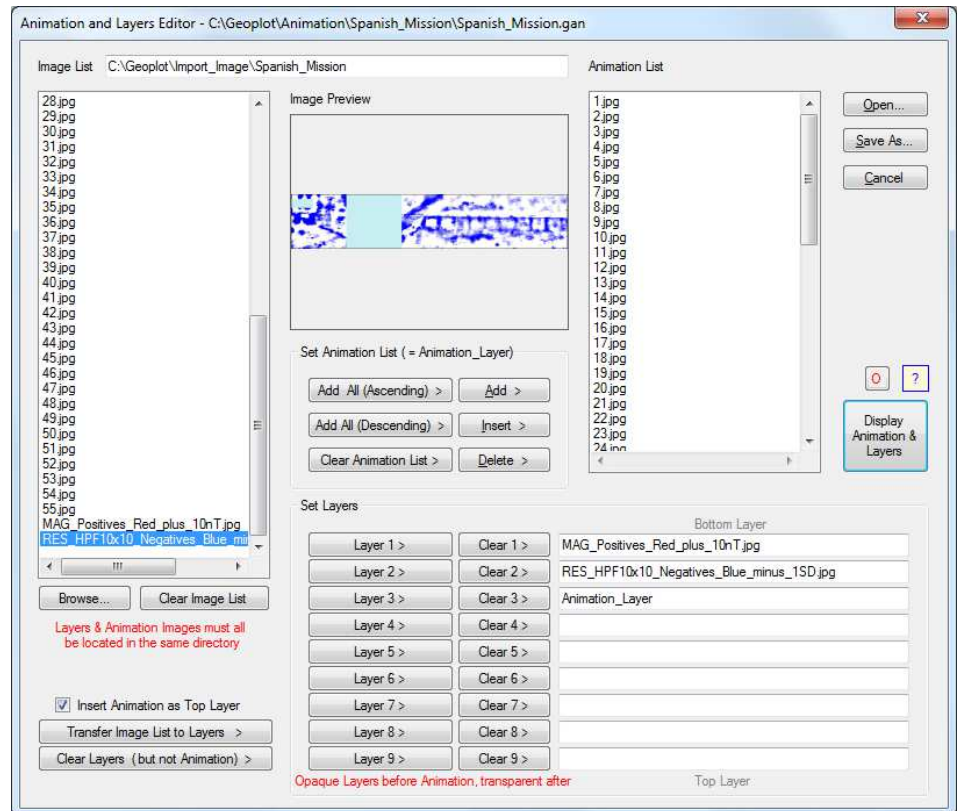 Animation and Layers Editor - C:\Geoplot\Animation\Spanish_Mission\Spanish_Mission.gan
Image List C:\Geoplot\Import_Image\Spanish_Mission
28.jpg
29.jpg
30.jpg
31.jpg
32.jpg
33.jpg
34.jpg
35.jpg
36.jpg
37.jpg
38.jpg
39.jpg
40.jpg
41.jpg
42.jpg
43.jpg
44.jpg
45.jpg
46.jpg
47.jpg
48.jpg
49.jpg
50.jpg
51.jpg
52.jpg
53.jpg
54.jpg
55.jpg
MAG_Positives_Red_plus_10nT.jpg
RES_HPF10x10_Negatives_Blue_mi
Browse...
Clear Image List
Layers & Animation Images must all
be located in the same directory
Insert Animation as Top Layer
Transfer Image List to Layers >
Clear Layers (but not Animation) >
Image Preview
Set Animation List ( = Animation_Layer)
Add All (Ascending) >
Add >
Add All (Descending) >
Insert >
Clear Animation List >
Delete >
Animation List
1.jpg
2.jpg
3.jpg
4.jpg
5.jpg
6.jpg
7.jpg
8.jpg
9.jpg
10.jpg
11.jpg
12.jpg
13.jpg
14.jpg
15.jpg
16.jpg
17.jpg
18.jpg
19.jpg
20.jpg
21.jpg
22.jpg
23.jpg
24.jpg
Open...
Save As...
Cancel
O
?
Display
Animation &
Layers
Set Layers
Bottom Layer
Layer 1 > Clear 1 > MAG_Positives_Red_plus_10nT.jpg
Layer 2 > Clear 2 > RES_HPF10x10_Negatives_Blue_minus_1SD.jpg
Layer 3 > Clear 3 > Animation_Layer
Layer 4 > Clear 4 >
Layer 5 > Clear 5 >
Layer 6 > Clear 6 >
Layer 7 > Clear 7 >
Layer 8 > Clear 8 >
Layer 9 > Clear 9 >
Opaque Layers before Animation, transparent after
Top Layer